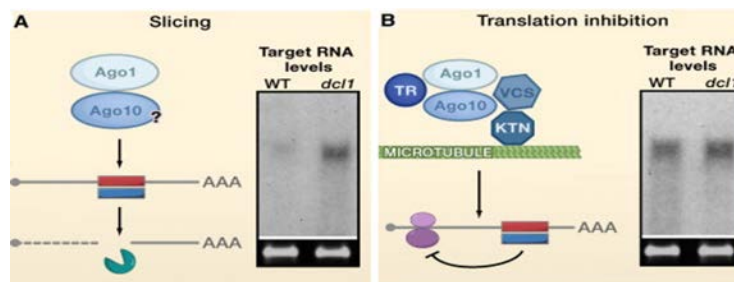 A Slicing
Target RNA
levels
WT dcl1
Ago1
Ago10 ?
AAA
AAA
B Translation inhibition
Target RNA
levels
WT dcl1
Ago1
TR
VCS
Ago10
KTN
MICROTUBULE
AAA